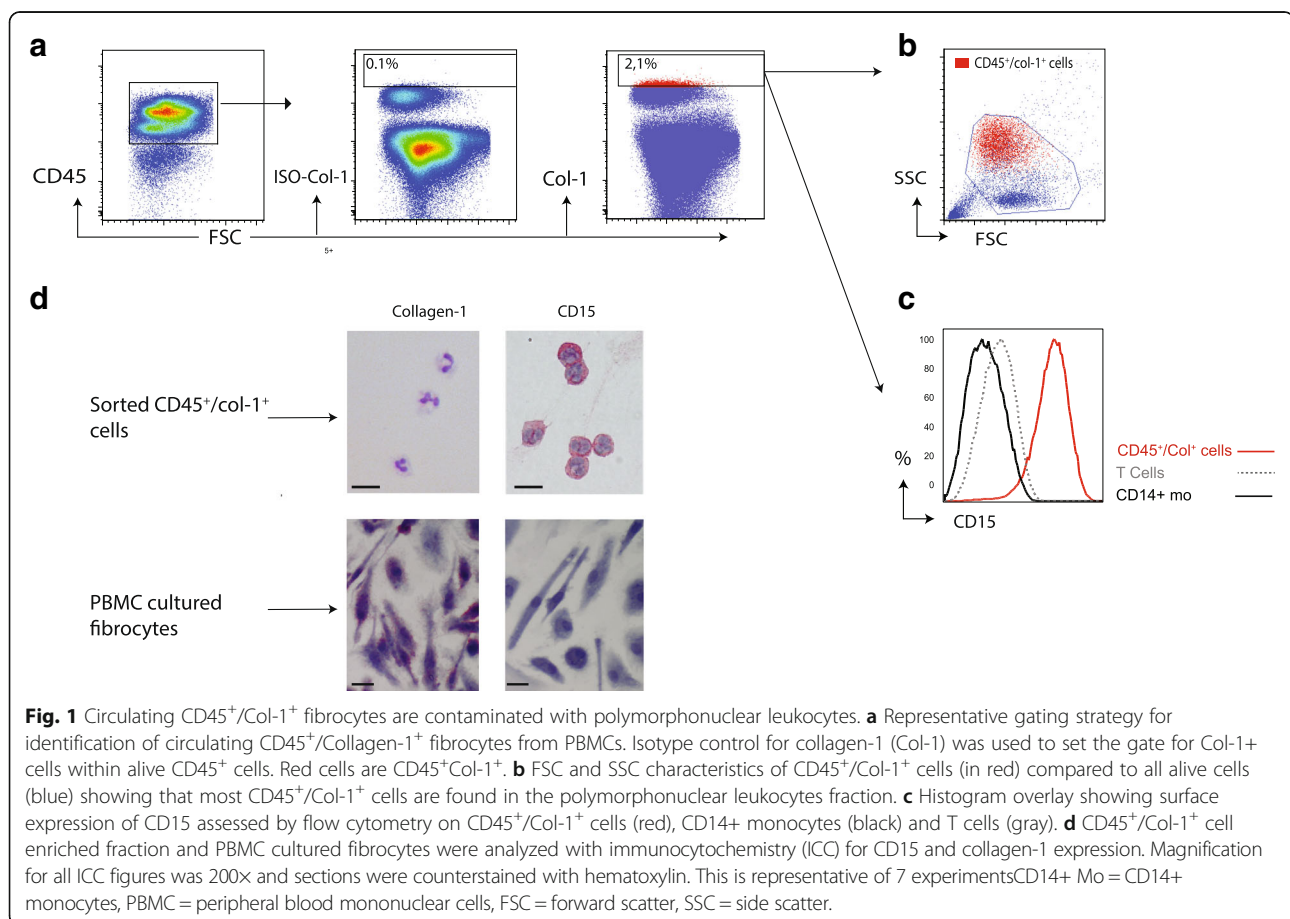 a
b
0.1%
2,1%
CD45⁺/col-1⁺ cells
CD45
ISO-Col-1
Col-1
SSC
FSC
5+
FSC
d
c
Collagen-1
CD15
Sorted CD45⁺/col-1⁺
cells
100
80
60
40
20
0
%
CD15
CD45⁺/Col⁺ cells
T Cells
CD14+ mo
PBMC cultured
fibrocytes
Fig. 1 Circulating CD45⁺/Col-1⁺ fibrocytes are contaminated with polymorphonuclear leukocytes. a Representative gating strategy for
identification of circulating CD45⁺/Collagen-1⁺ fibrocytes from PBMCs. Isotype control for collagen-1 (Col-1) was used to set the gate for Col-1+
cells within alive CD45⁺ cells. Red cells are CD45⁺Col-1⁺. b FSC and SSC characteristics of CD45⁺/Col-1⁺ cells (in red) compared to all alive cells
(blue) showing that most CD45⁺/Col-1⁺ cells are found in the polymorphonuclear leukocytes fraction. c Histogram overlay showing surface
expression of CD15 assessed by flow cytometry on CD45⁺/Col-1⁺ cells (red), CD14+ monocytes (black) and T cells (gray). d CD45⁺/Col-1⁺ cell
enriched fraction and PBMC cultured fibrocytes were analyzed with immunocytochemistry (ICC) for CD15 and collagen-1 expression. Magnification
for all ICC figures was 200× and sections were counterstained with hematoxylin. This is representative of 7 experimentsCD14+ Mo = CD14+
monocytes, PBMC = peripheral blood mononuclear cells, FSC = forward scatter, SSC = side scatter.